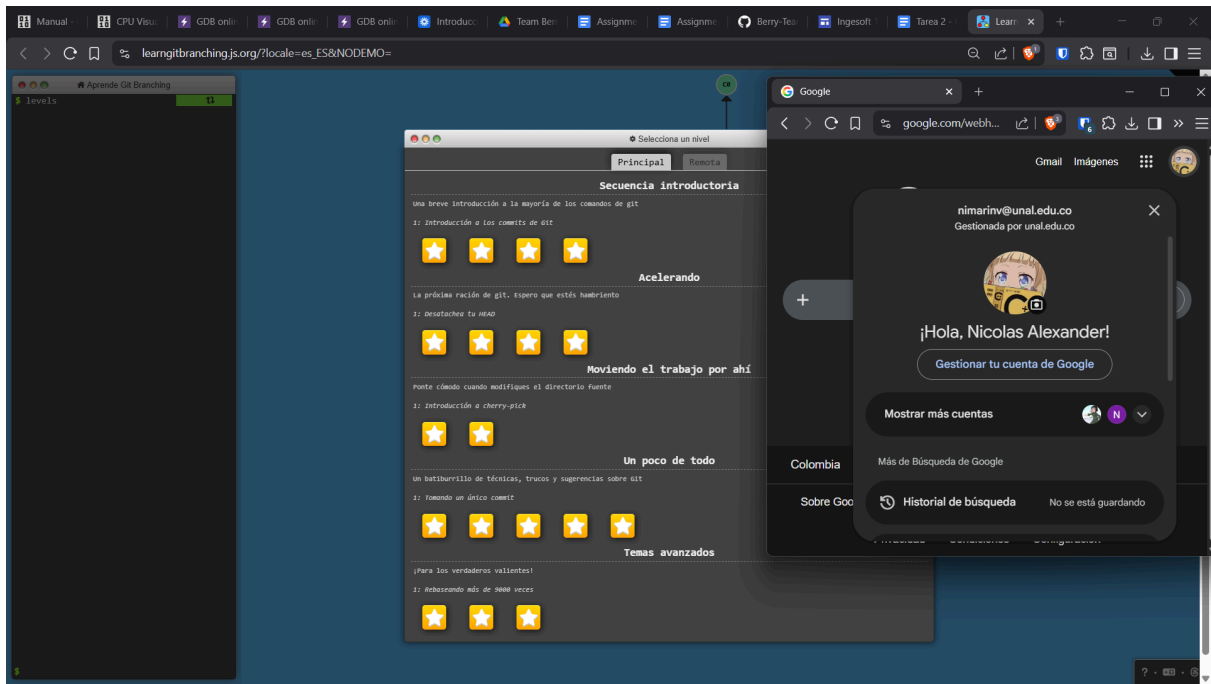 Manual -
CPU Visu
GDB onlin
GDB onlin
GDB onlin
Introducc
Team Berr
Assignme
Assignme
Berry-Tea
Ingesoft 1
Tarea 2 -
Learn
learngitbranching.js.org/?locale=es_ES&NODEMO=
Aprende Git Branching
$ levels
$
C0
Selecciona un nivel
Principal
Remota
Secuencia introductoria
Una breve introducción a la mayoría de los comandos de git
1: Introducción a los commits de Git
Acelerando
La próxima ración de git. Espero que estés hambriento
1: Desatachea tu HEAD
Moviendo el trabajo por ahí
Ponte cómodo cuando modifiques el directorio fuente
1: Introducción a cherry-pick
Un poco de todo
Un batiburrillo de técnicas, trucos y sugerencias sobre Git
1: Tomando un único commit
Temas avanzados
¡Para los verdaderos valientes!
1: Rebaseando más de 9000 veces
Google
google.com/webh...
Gmail Imágenes
nimarinv@unal.edu.co
Gestionada por unal.edu.co
¡Hola, Nicolas Alexander!
Gestionar tu cuenta de Google
Mostrar más cuentas
N
Más de Búsqueda de Google
Historial de búsqueda
No se está guardando
Colombia
Sobre Goo